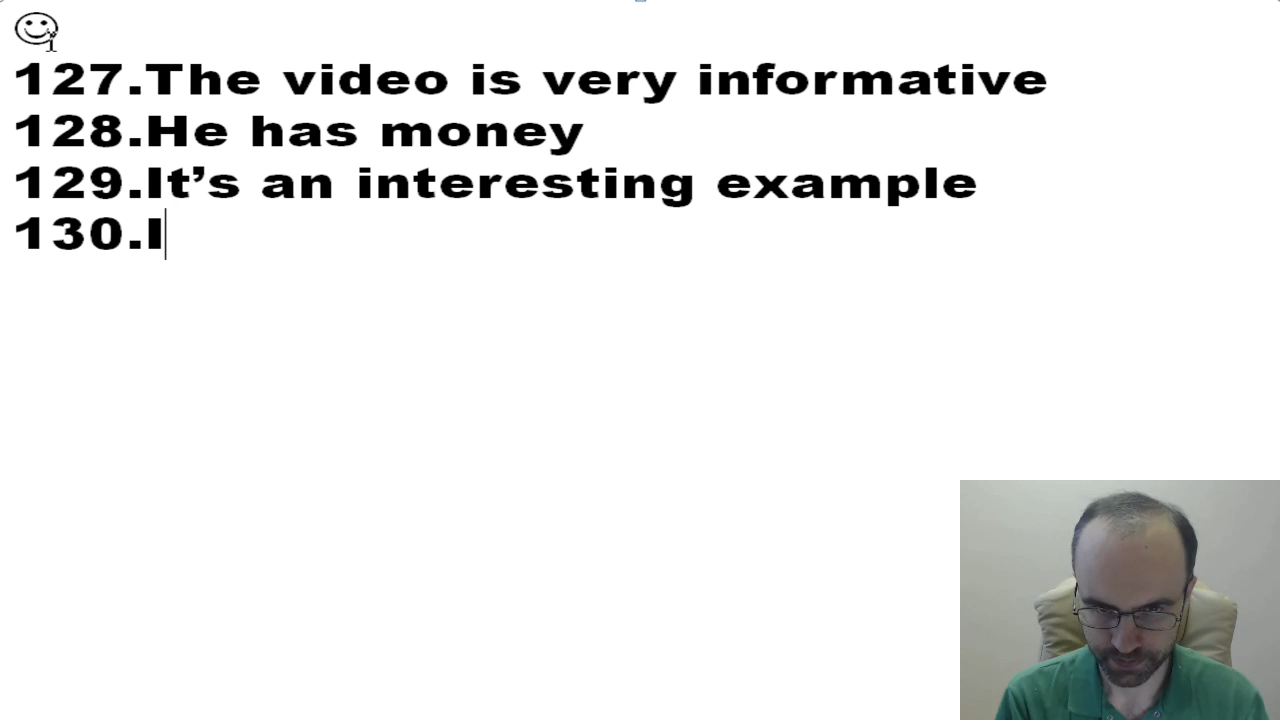 127.The video is very informative
128.He has money
129.It’s an interesting example
130.I